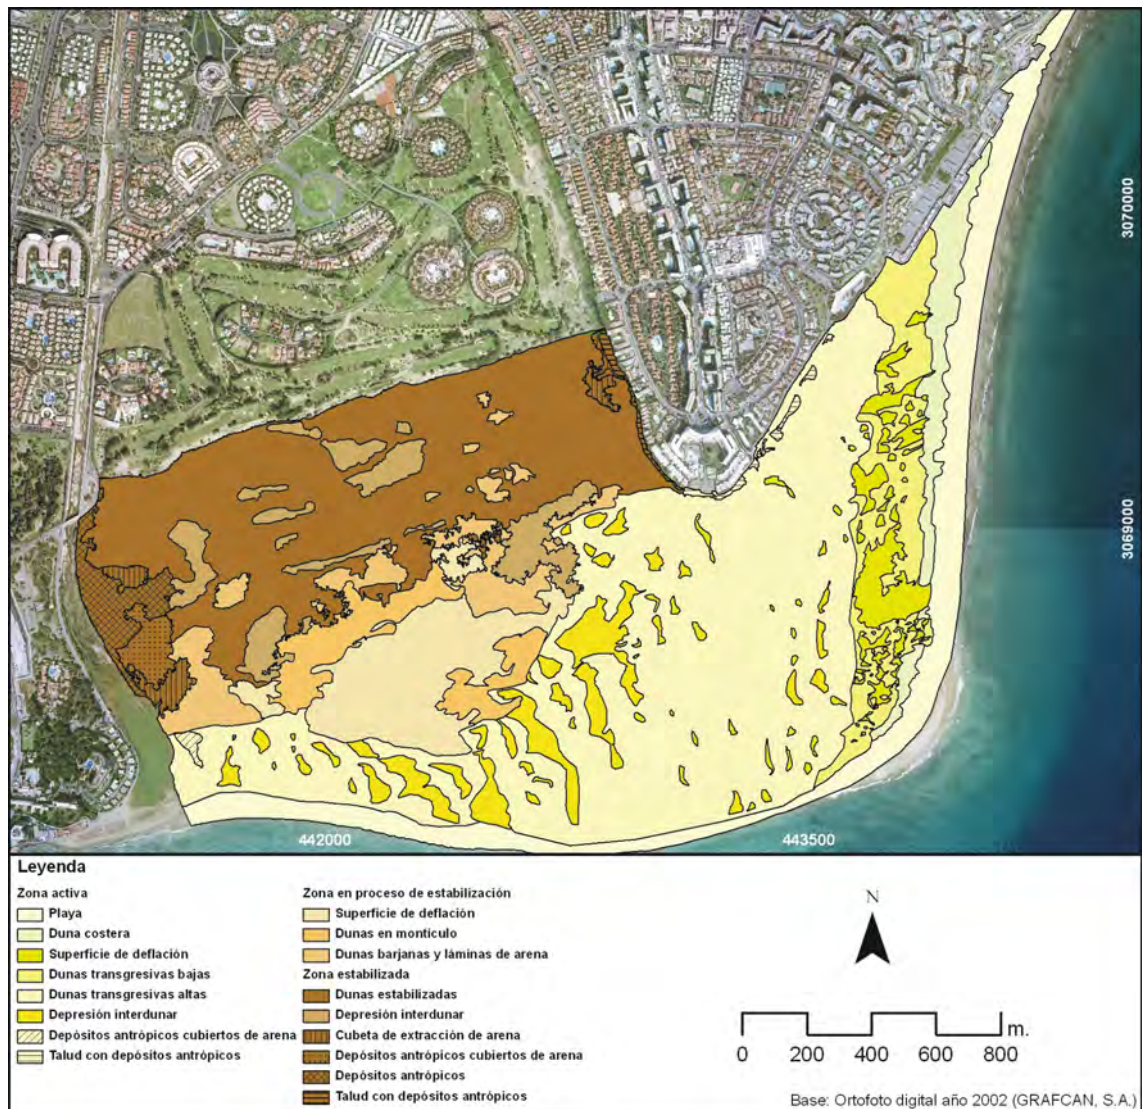 3070000
3069000
442000
443500
Leyenda
Zona activa
Playa
Duna costera
Superficie de deflación
Dunas transgresivas bajas
Dunas transgresivas altas
Depresión interdunar
Depósitos antrópicos cubiertos de arena
Talud con depósitos antrópicos
Zona en proceso de estabilización
Superficie de deflación
Dunas en montículo
Dunas barjanas y láminas de arena
Zona estabilizada
Dunas estabilizadas
Depresión interdunar
Cubeta de extracción de arena
Depósitos antrópicos cubiertos de arena
Depósitos antrópicos
Talud con depósitos antrópicos
N
m.
0 200 400 600 800
Base: Ortofoto digital año 2002 (GRAFCAN, S.A.)